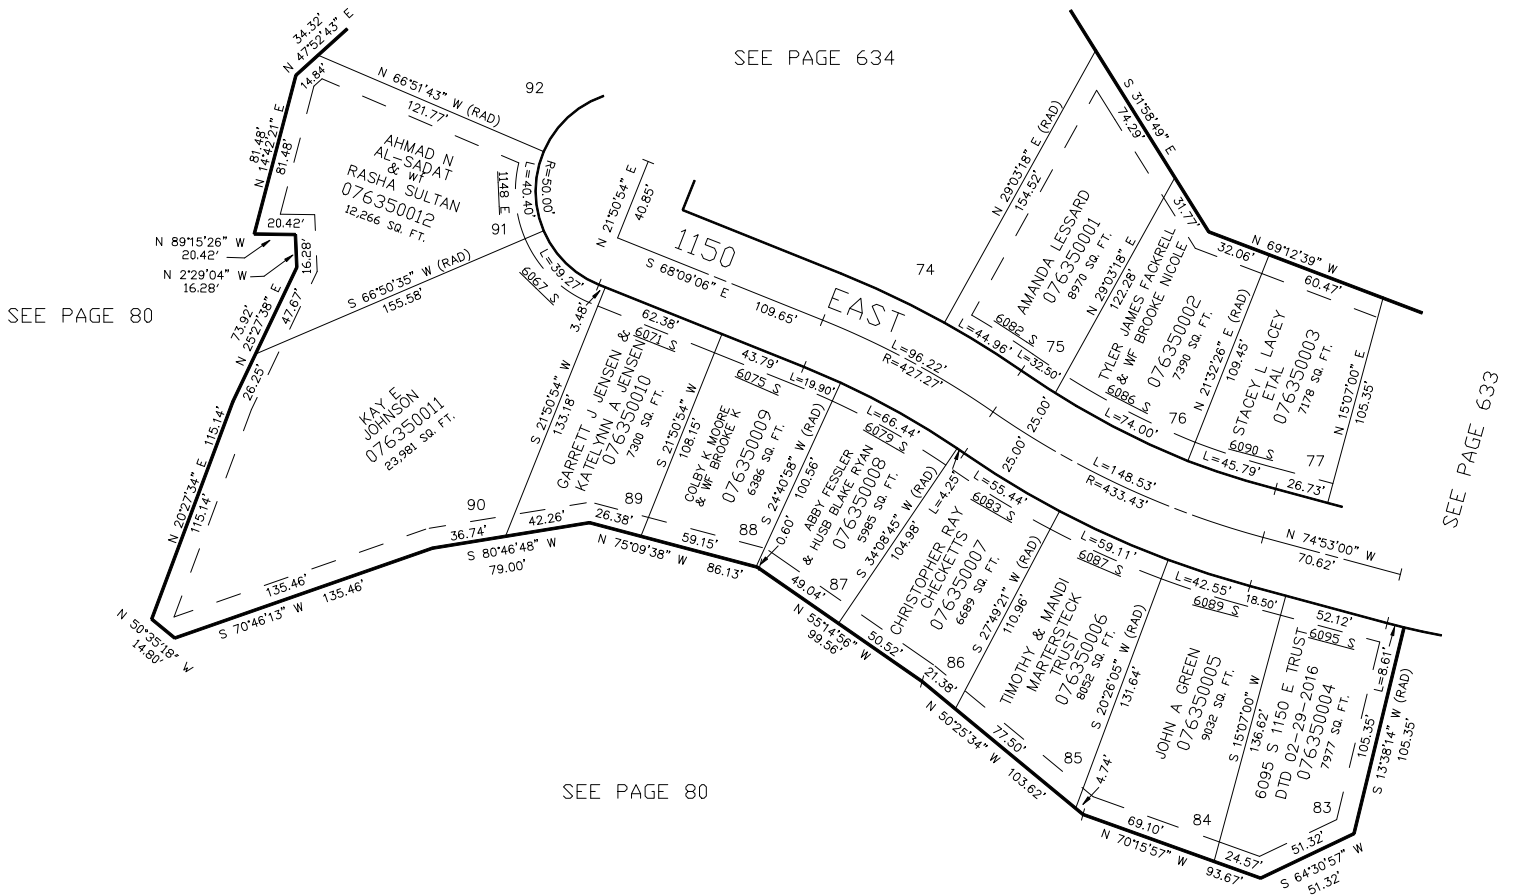 SEE PAGE 634
SEE PAGE 80
SEE PAGE 80
SEE PAGE 633
34.32'
N 47°52'43" E
14.84'
N 66°51'43" W (RAD)
121.77'
92
81.48'
N 14°42'21" E
81.48'
AHMAD N
AL-SADAT
& WF
RASHA SULTAN
076350012
12,266 SQ. FT.
1148 E
R=50.00'
L=40.40'
91
20.42'
N 89°15'26" W
20.42'
16.28'
N 2°29'04" W
16.28'
73.92'
N 25°27'38" E
47.67'
S 66°50'35" W (RAD)
155.58'
L=39.27'
6067 S
3.48'
26.25'
115.14'
N 20°27'34" E
115.14'
KAY E
JOHNSON
076350011
23,981 SQ. FT.
90
36.74'
135.46'
S 70°46'13" W 135.46'
N 50°35'18" W
14.80'
N 21°50'54" E
40.85'
S 68°09'06" E
109.65'
1150
EAST
L=96.22'
R=427.27'
25.00'
25.00'
L=148.53'
R=433.43'
N 74°53'00" W
70.62'
74
62.38'
6071 S
S 21°50'54" W
133.18'
GARRETT J JENSEN &
KATELYNN A JENSEN
076350010
7300 SQ. FT.
89
42.26'
S 80°46'48" W
79.00'
26.38'
43.79'
L=19.90'
6075 S
S 21°50'54" W
108.15'
COLBY K MOORE
& WF BROOKE K
076350009
6386 SQ. FT.
88
59.15'
N 75°09'38" W 86.13'
L=66.44'
6079 S
S 24°40'58" W (RAD)
100.56'
0.60'
ABBY FESSLER
& HUSB BLAKE RYAN
076350008
5985 SQ. FT.
87
49.04'
N 55°14'56" W
99.56'
L=4.25'
L=55.44'
6083 S
S 34°08'45" W (RAD)
104.98'
CHRISTOPHER RAY
CHECKETTS
076350007
6689 SQ. FT.
86
50.52'
21.38'
L=59.11'
6087 S
S 27°49'21" W (RAD)
110.96'
TIMOTHY & MANDI
MARTERSTECK
TRUST
076350006
8052 SQ. FT.
85
77.50'
N 50°25'34" W 103.62'
4.74'
L=42.55'
18.50'
6089 S
S 20°26'05" W (RAD)
131.64'
JOHN A GREEN
076350005
9032 SQ. FT.
84
69.10'
N 70°15'57" W 93.67'
24.57'
52.12'
6095 S
L=8.61'
S 15°07'00" W
136.62'
6095 S 1150 E TRUST
DTD 02-29-2016
076350004
7977 SQ. FT.
83
105.35'
S 13°38'14" W (RAD)
105.35'
51.32'
S 64°30'57" W
51.32'
N 29°03'18" E (RAD)
154.52'
S 31°58'49" E
74.29'
31.77'
AMANDA LESSARD
076350001
8970 SQ. FT.
6082 S
75
L=44.96'
L=32.50'
N 29°03'18" E
122.28'
TYLER JAMES FACKRELL
& WF BROOKE NICOLE
076350002
7390 SQ. FT.
6086 S
76
L=74.00'
32.06'
N 69°12'39" W
60.47'
N 21°32'26" E (RAD)
109.45'
STACEY L LACEY
ETAL
076350003
7178 SQ. FT.
6090 S
77
L=45.79'
26.73'
N 15°07'00" E
105.35'